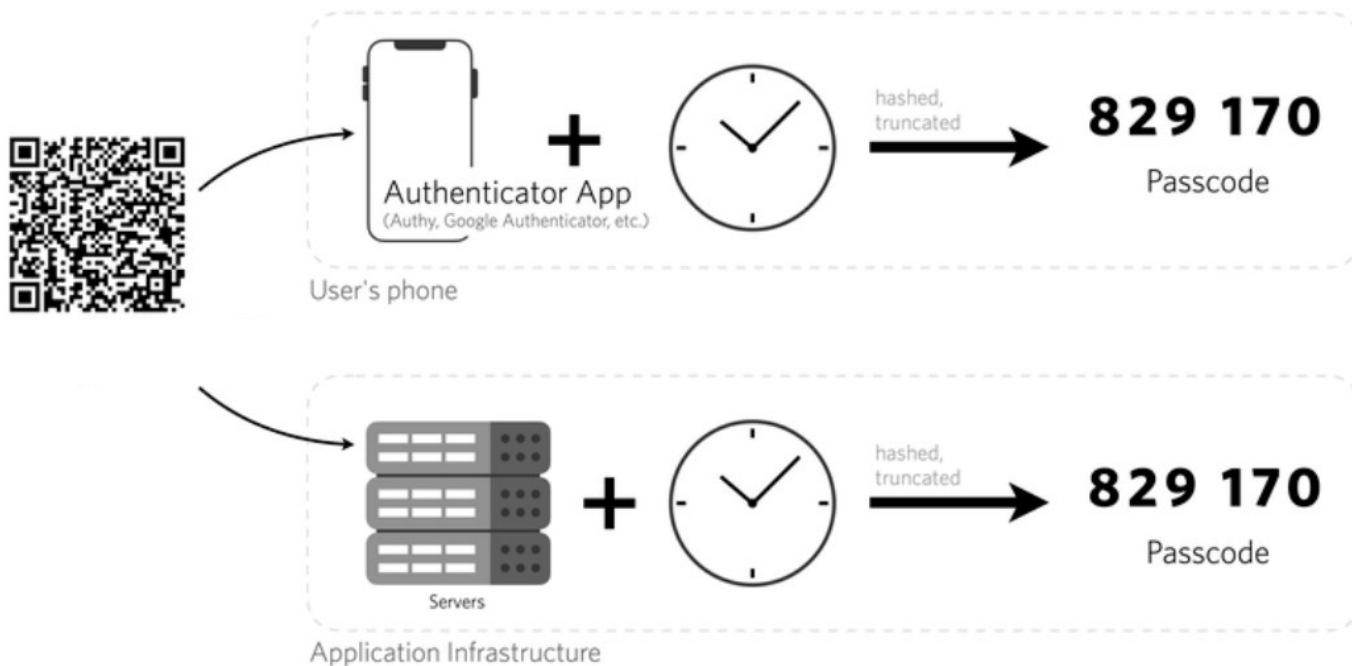 hashed,
truncated
829 170
Passcode
Authenticator App
(Authy, Google Authenticator, etc.)
User's phone
hashed,
truncated
829 170
Passcode
Servers
Application Infrastructure